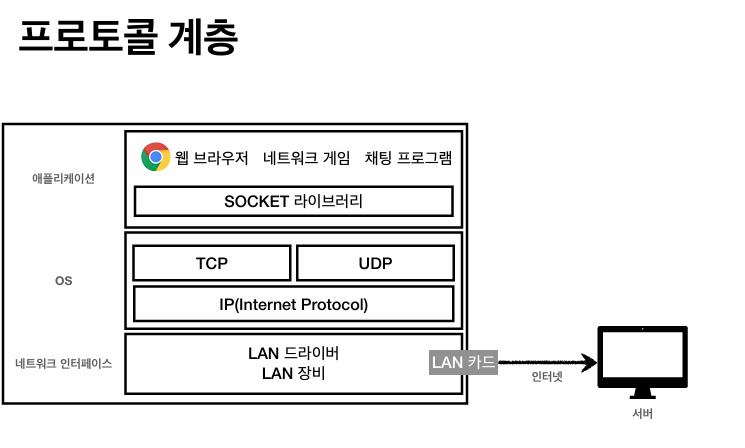 프로토콜 계층
애플리케이션
웹 브라우저 네트워크 게임 채팅 프로그램
SOCKET 라이브러리
OS
TCP UDP
IP(Internet Protocol)
네트워크 인터페이스
LAN 드라이버
LAN 장비
LAN 카드
인터넷
서버